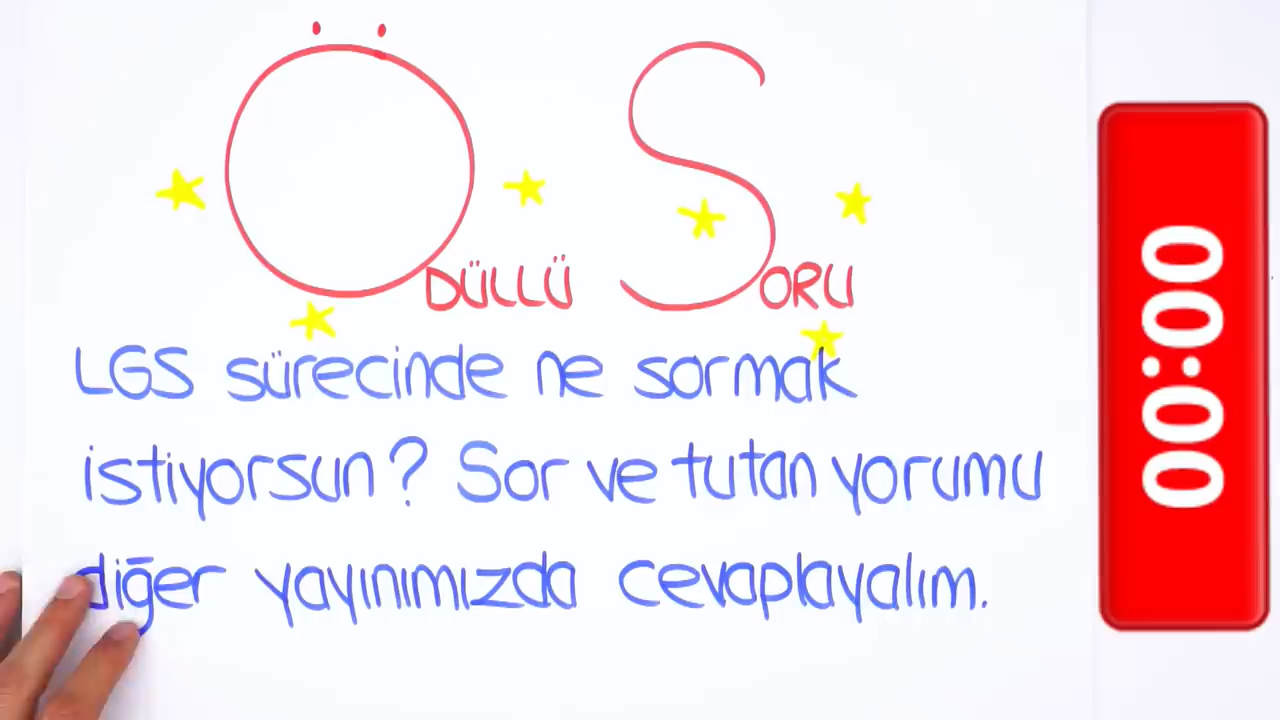 ÖDÜLLÜ SORU
LGS sürecinde ne sormak
istiyorsun? Sor ve tutan yorumu
diğer yayınımızda cevaplayalım.
00:00